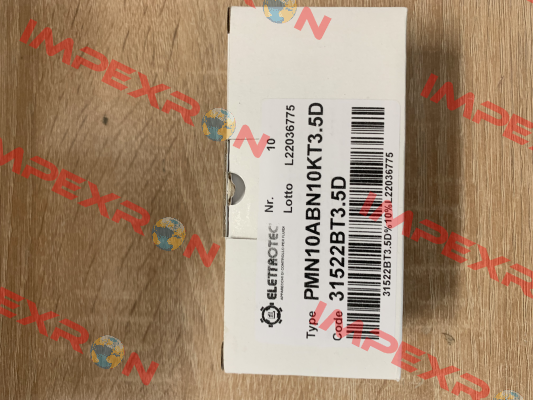 ELETTROTEC
Nr. 10
Lotto L22036775
Type PMN10ABN10KT3.5D
Code 31522BT3.5D
31522BT3.5D%10%L22036775
IMPEXRON
IMPEXRON
IMPEXRON
IMPEXRON
IMPEXRON